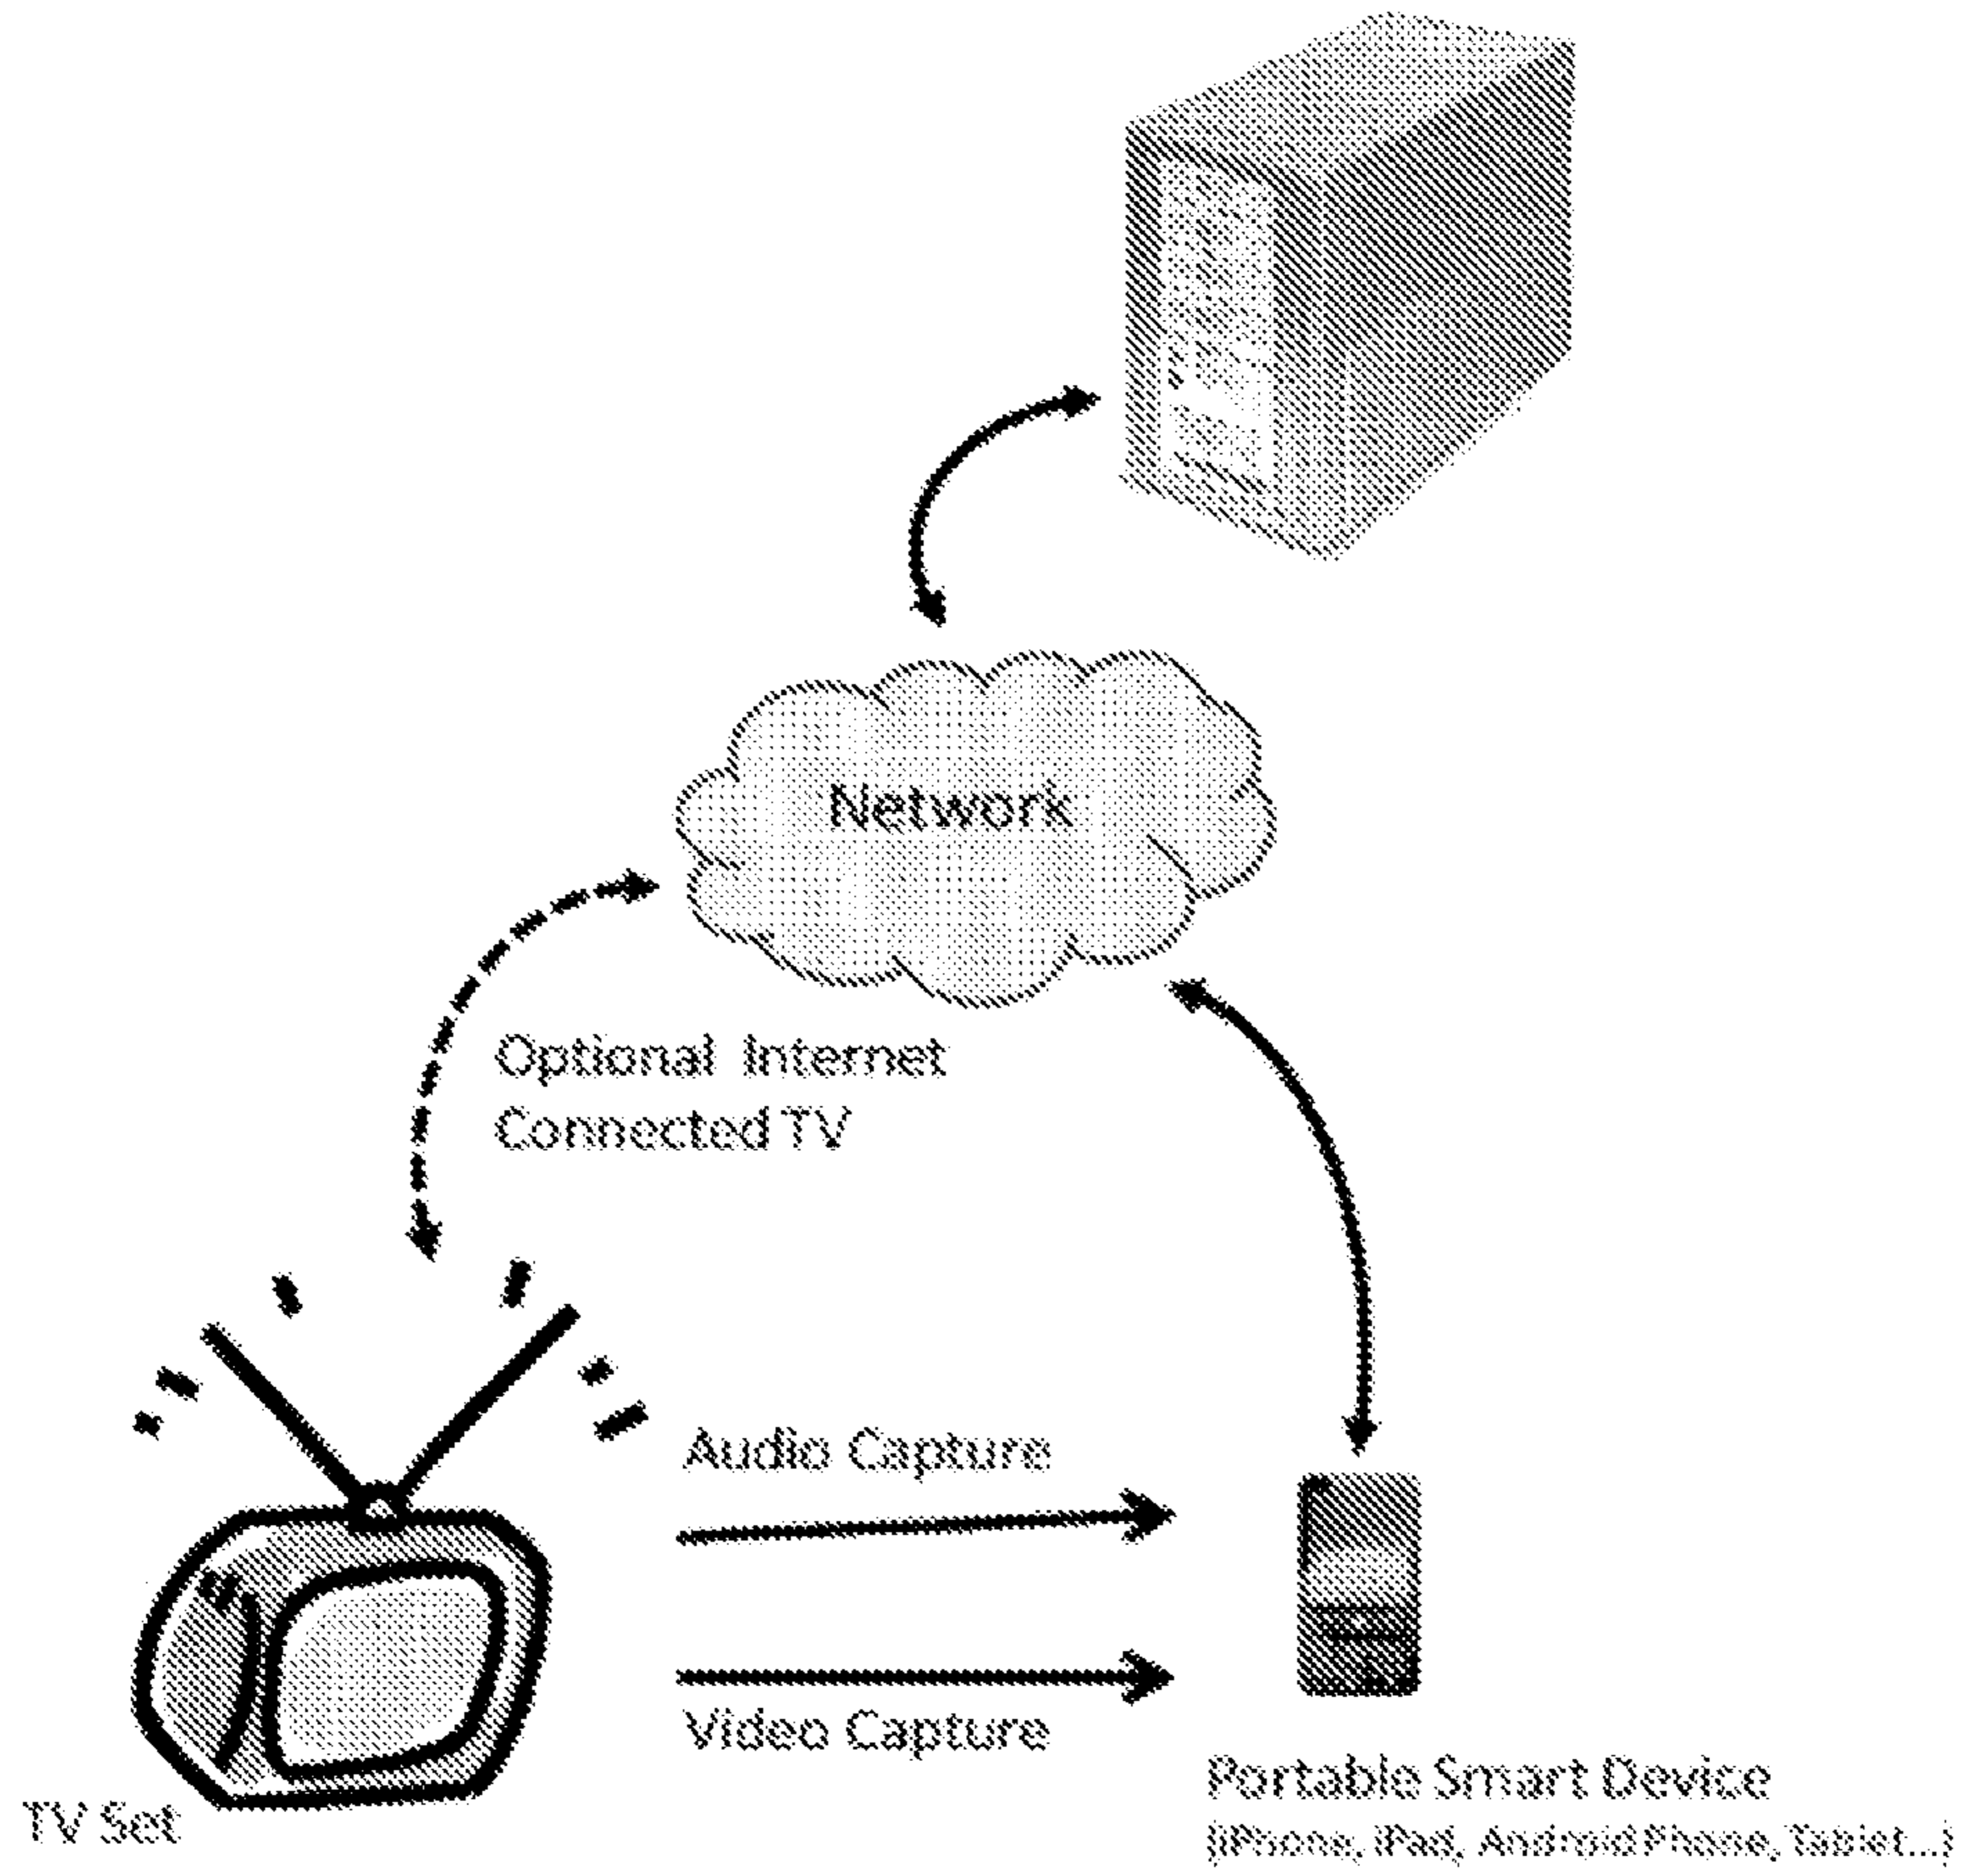 Network
Optional Internet
Connected TV
Audio Capture
Video Capture
TV Set
Portable Smart Device
(iPhone, iPad, Android Phone, Tablet...)